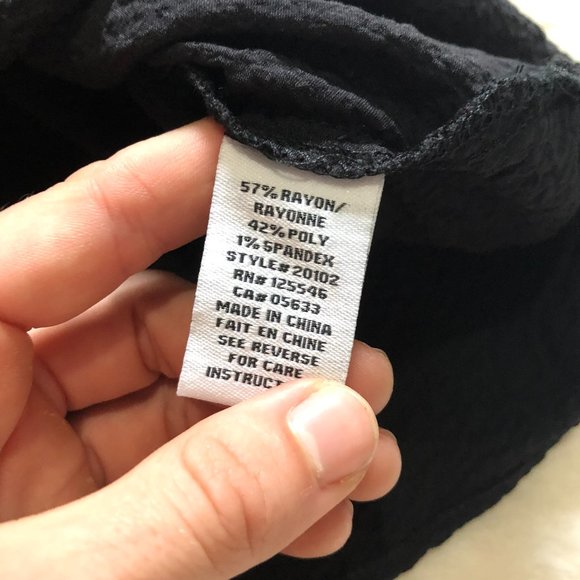 57% RAYON/
RAYONNE
42% POLY
1% SPANDEX
STYLE# 20102
RN# 125546
CA# 05633
MADE IN CHINA
FAIT EN CHINE
SEE REVERSE
FOR CARE